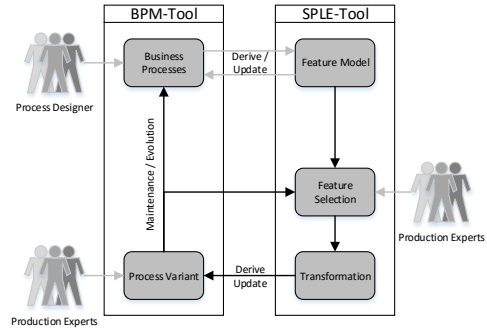 BPM-Tool
SPLE-Tool
Business
Processes
Derive /
Update
Feature Model
Process Designer
Maintenance / Evolution
Feature
Selection
Production Experts
Process Variant
Derive
Update
Transformation
Production Experts